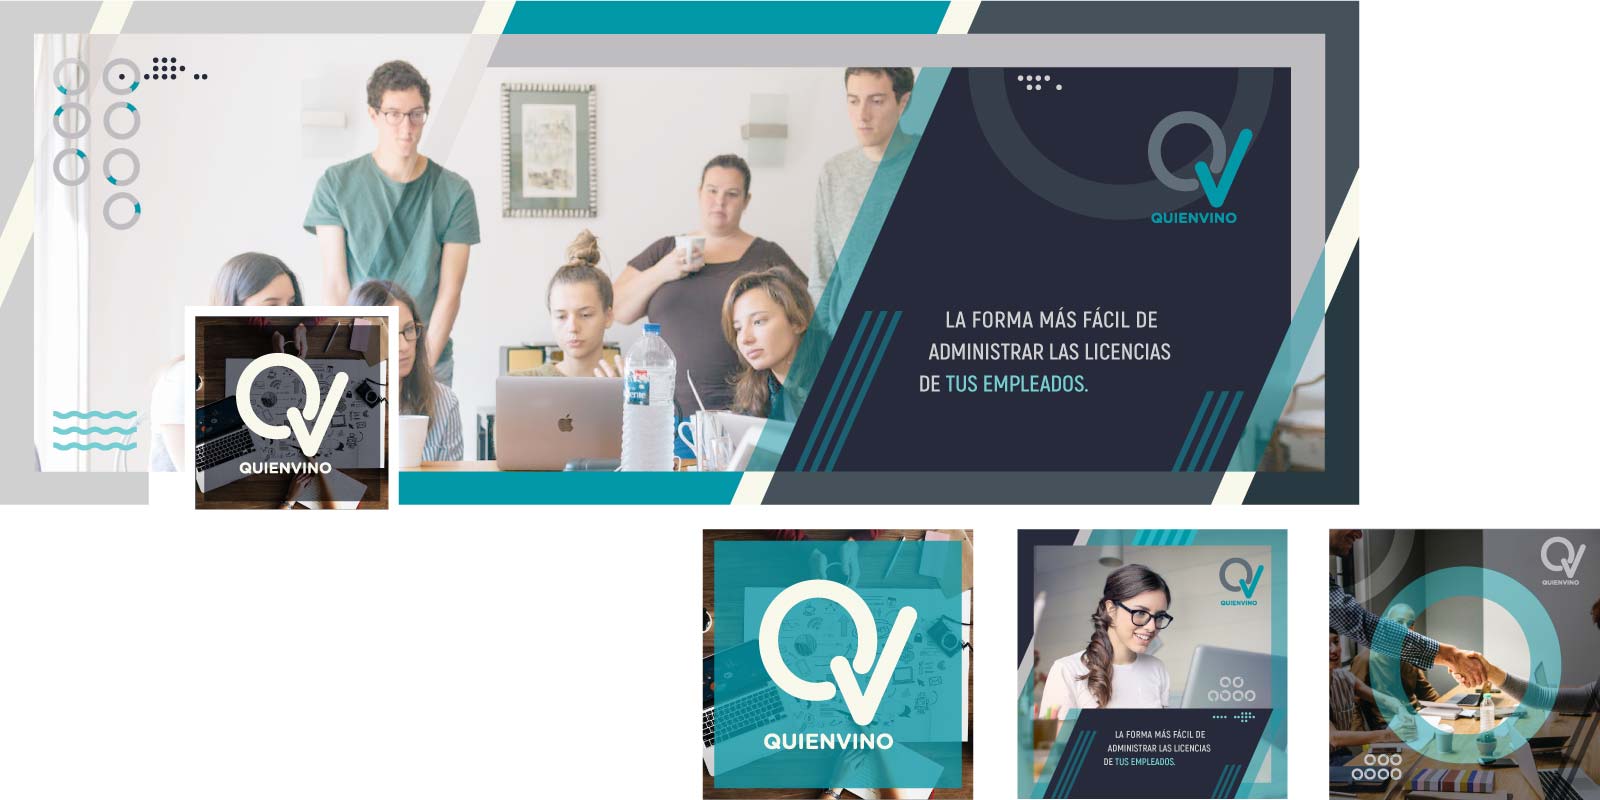 QUIENVINO
LA FORMA MÁS FÁCIL DE
ADMINISTRAR LAS LICENCIAS
DE TUS EMPLEADOS.
QUIENVINO
QUIENVINO
QUIENVINO
LA FORMA MÁS FÁCIL DE
ADMINISTRAR LAS LICENCIAS
DE TUS EMPLEADOS.
QUIENVINO